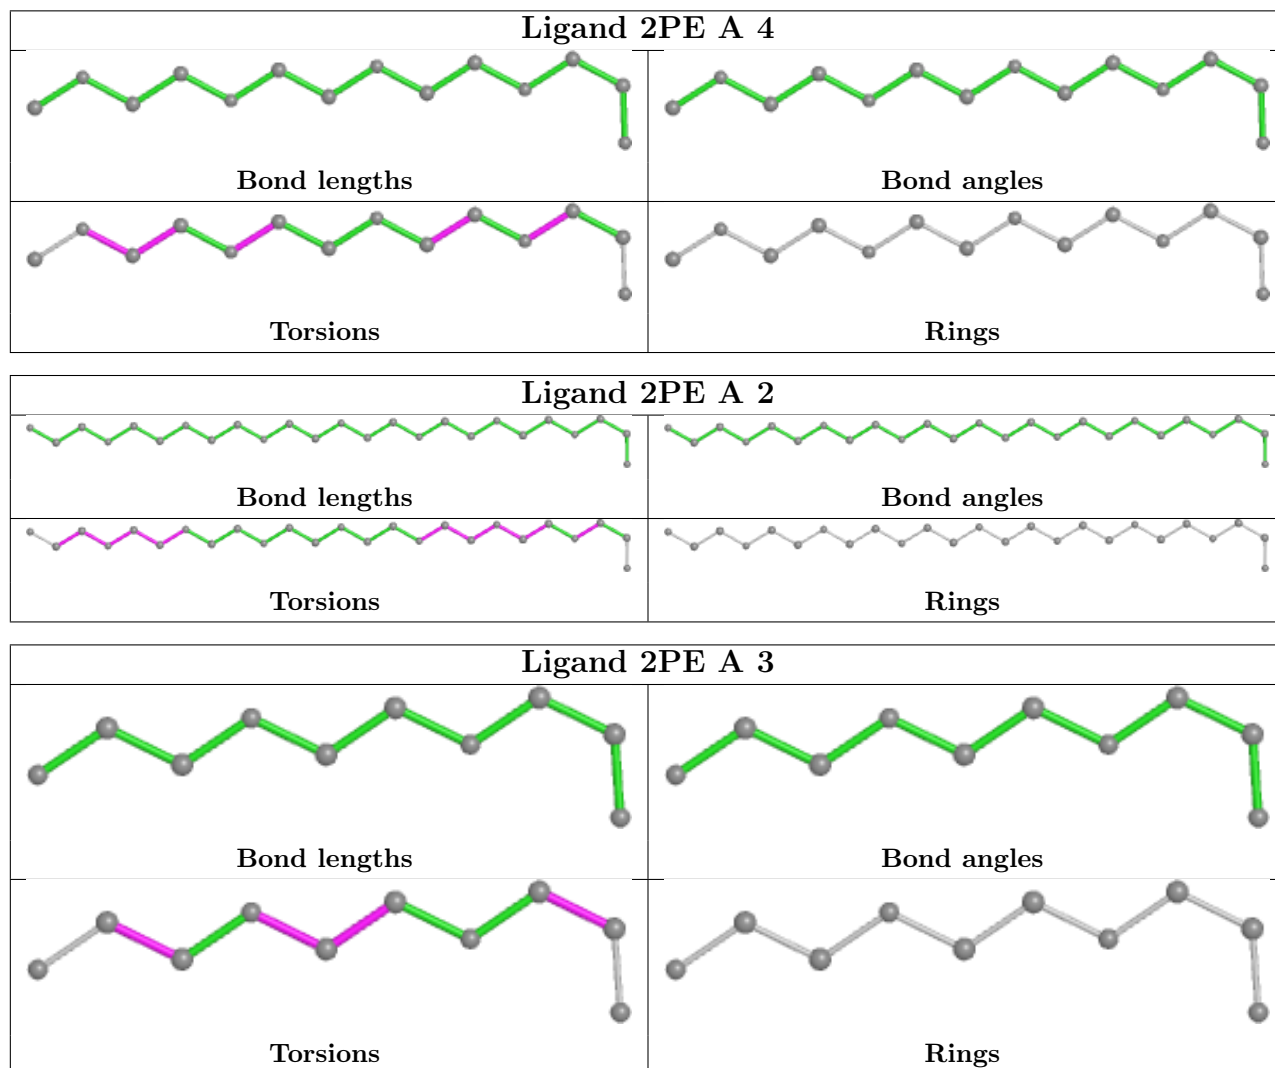 Ligand 2PE A 4
Bond lengths Bond angles
Torsions Rings
Ligand 2PE A 2
Bond lengths Bond angles
Torsions Rings
Ligand 2PE A 3
Bond lengths Bond angles
Torsions Rings